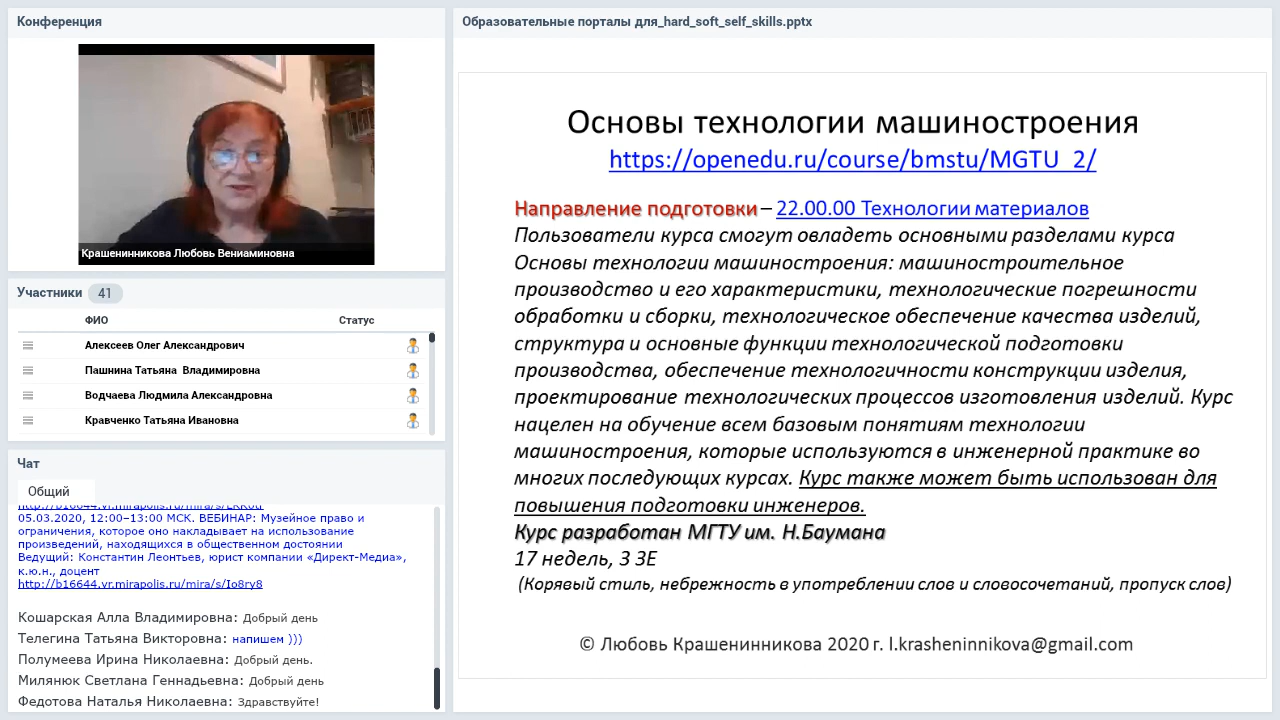 Конференция
Крашенинникова Любовь Вениаминовна
Участники 41
ФИО Статус
Алексеев Олег Александрович
Пашнина Татьяна Владимировна
Водчаева Людмила Александровна
Кравченко Татьяна Ивановна
Чат
Общий
05.03.2020, 12:00–13:00 МСК. ВЕБИНАР: Музейное право и
ограничения, которое оно накладывает на использование
произведений, находящихся в общественном достоянии
Ведущий: Константин Леонтьев, юрист компании «Директ-Медиа»,
к.ю.н., доцент
http://b16644.vr.mirapolis.ru/mira/s/Io8ry8
Кошарская Алла Владимировна: Добрый день
Телегина Татьяна Викторовна: напишем )))
Полумеева Ирина Николаевна: Добрый день.
Милянюк Светлана Геннадьевна: Добрый день
Федотова Наталья Николаевна: Здравствуйте!
Образовательные порталы для_hard_soft_self_skills.pptx
Основы технологии машиностроения
https://openedu.ru/course/bmstu/MGTU_2/
Направление подготовки – 22.00.00 Технологии материалов
Пользователи курса смогут овладеть основными разделами курса
Основы технологии машиностроения: машиностроительное
производство и его характеристики, технологические погрешности
обработки и сборки, технологическое обеспечение качества изделий,
структура и основные функции технологической подготовки
производства, обеспечение технологичности конструкции изделия,
проектирование технологических процессов изготовления изделий. Курс
нацелен на обучение всем базовым понятиям технологии
машиностроения, которые используются в инженерной практике во
многих последующих курсах. Курс также может быть использован для
повышения подготовки инженеров.
Курс разработан МГТУ им. Н.Баумана
17 недель, 3 ЗЕ
(Корявый стиль, небрежность в употреблении слов и словосочетаний, пропуск слов)
© Любовь Крашенинникова 2020 г. l.krasheninnikova@gmail.com